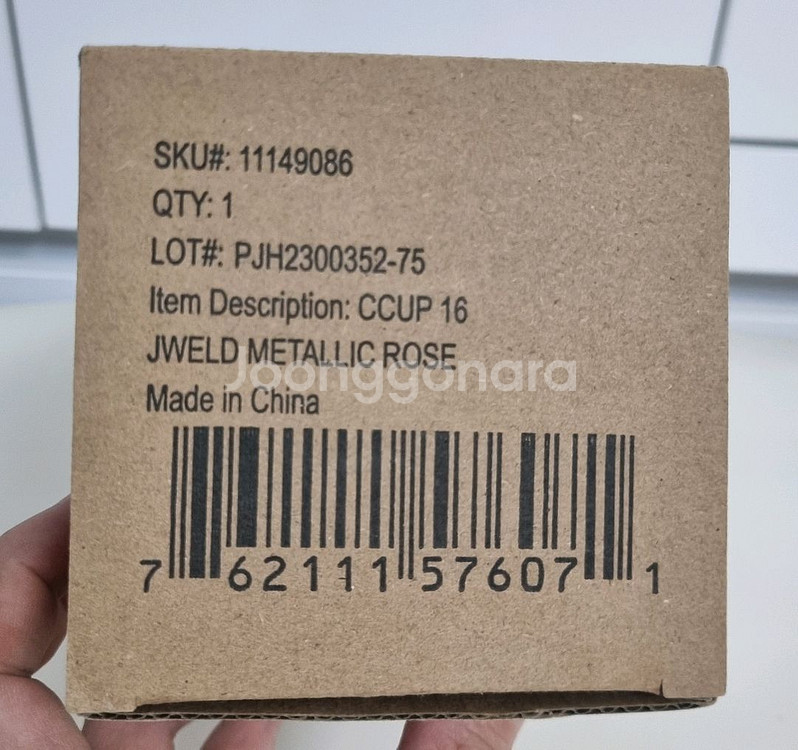 SKU#: 11149086
QTY: 1
LOT#: PJH2300352-75
Item Description: CCUP 16
JWELD METALLIC ROSE
Joonggonara
Made in China
7 62111 57607 1